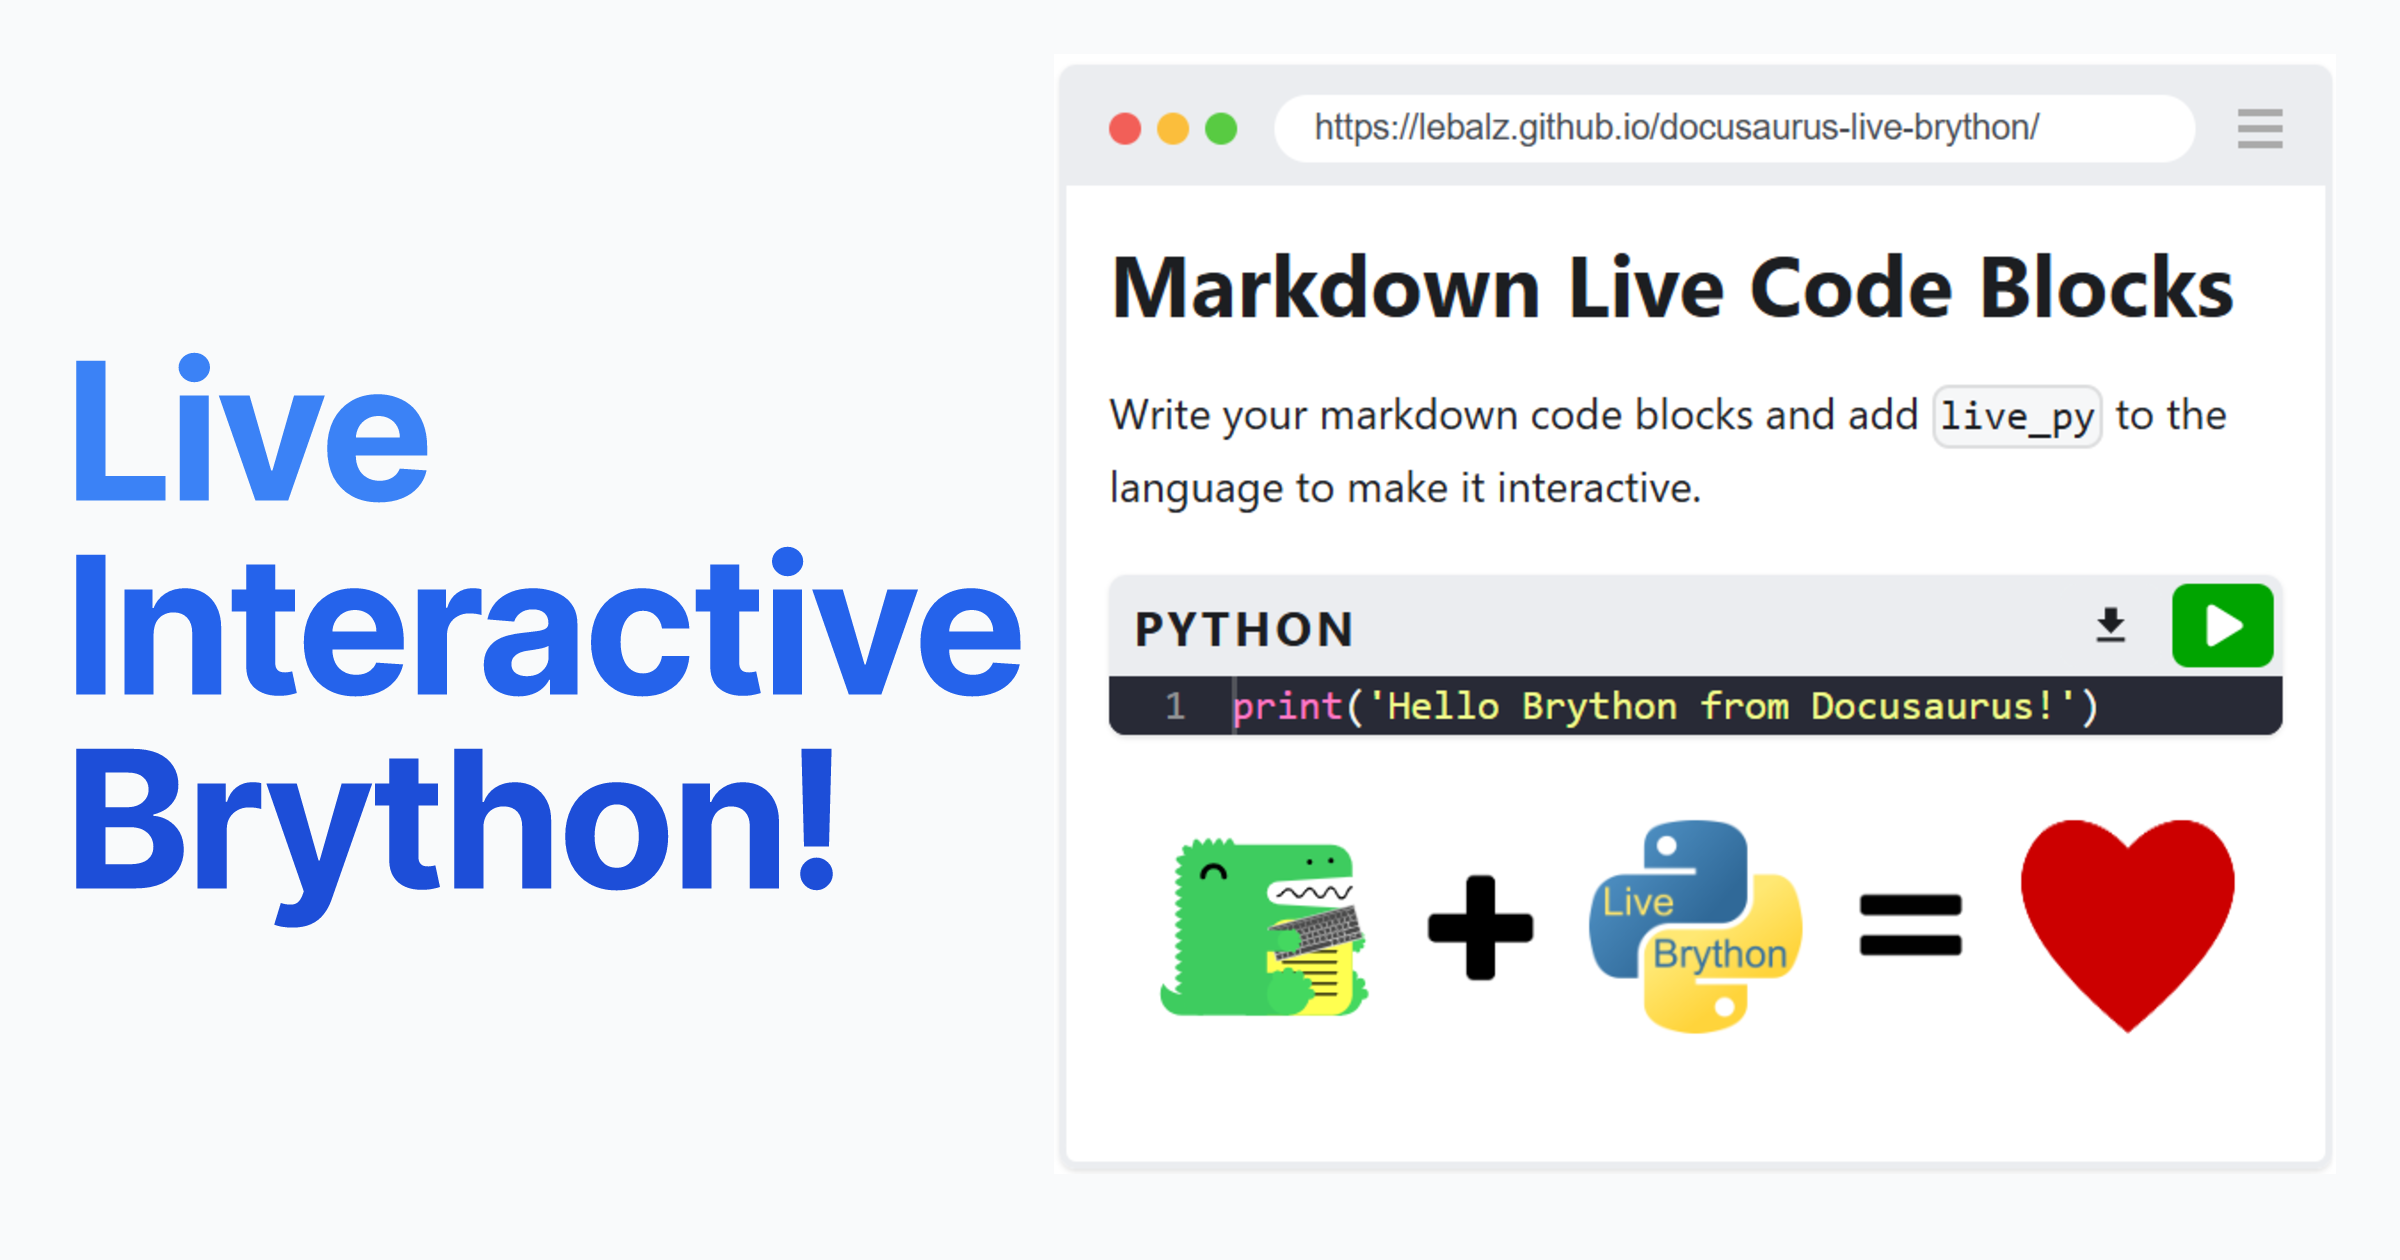 Live
Interactive
Brython!
https://lebalz.github.io/docusaurus-live-brython/
Markdown Live Code Blocks
Write your markdown code blocks and add live_py to the
language to make it interactive.
PYTHON
1 print('Hello Brython from Docusaurus!')
Live
Brython